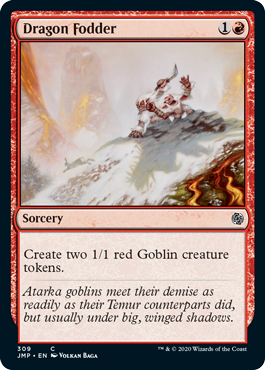 Dragon Fodder 1
Sorcery
Create two 1/1 red Goblin creature
tokens.
Atarka goblins meet their demise as
readily as their Temur counterparts did,
but usually under big, winged shadows.
309 C
JMP • EN Volkan Baga
™ & © 2020 Wizards of the Coast